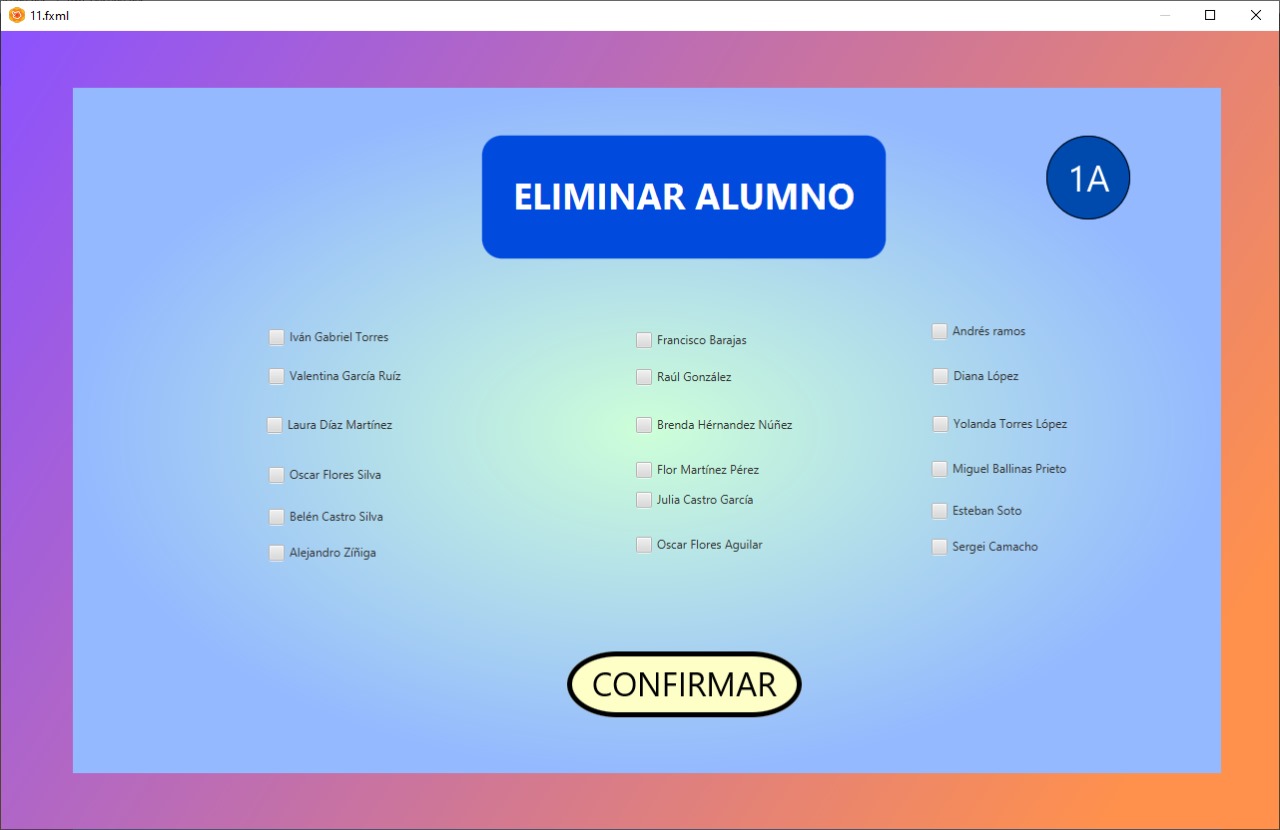 11.fxml
ELIMINAR ALUMNO
1A
Iván Gabriel Torres
Valentina García Ruíz
Laura Díaz Martínez
Oscar Flores Silva
Belén Castro Silva
Alejandro Zíñiga
Francisco Barajas
Raúl González
Brenda Hérnandez Núñez
Flor Martínez Pérez
Julia Castro García
Oscar Flores Aguilar
Andrés ramos
Diana López
Yolanda Torres López
Miguel Ballinas Prieto
Esteban Soto
Sergei Camacho
CONFIRMAR